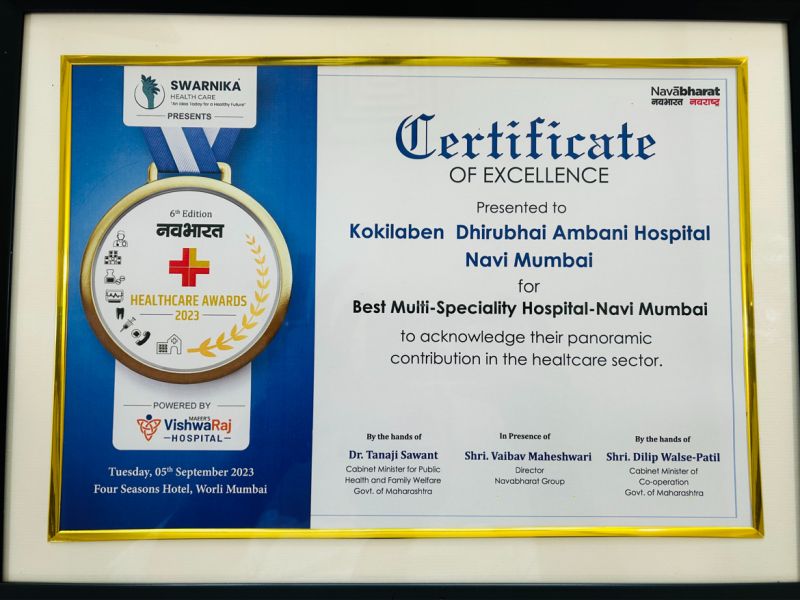 SWARNIKA
HEALTH CARE
"An Idea Today for a Healthy Future"
PRESENTS
6th Edition
नवभारत
HEALTHCARE AWARDS
2023
POWERED BY
MAEER'S
VishwaRaj
HOSPITAL
Tuesday, 05th September 2023
Four Seasons Hotel, Worli Mumbai
Navabharat
नवभारत नवराष्ट्र
Certificate
OF EXCELLENCE
Presented to
Kokilaben Dhirubhai Ambani Hospital
Navi Mumbai
for
Best Multi-Speciality Hospital-Navi Mumbai
to acknowledge their panoramic
contribution in the healtcare sector.
By the hands of
Dr. Tanaji Sawant
Cabinet Minister for Public
Health and Family Welfare
Govt. of Maharashtra
In Presence of
Shri. Vaibav Maheshwari
Director
Navabharat Group
By the hands of
Shri. Dilip Walse-Patil
Cabinet Minister of
Co-operation
Govt. of Maharashtra